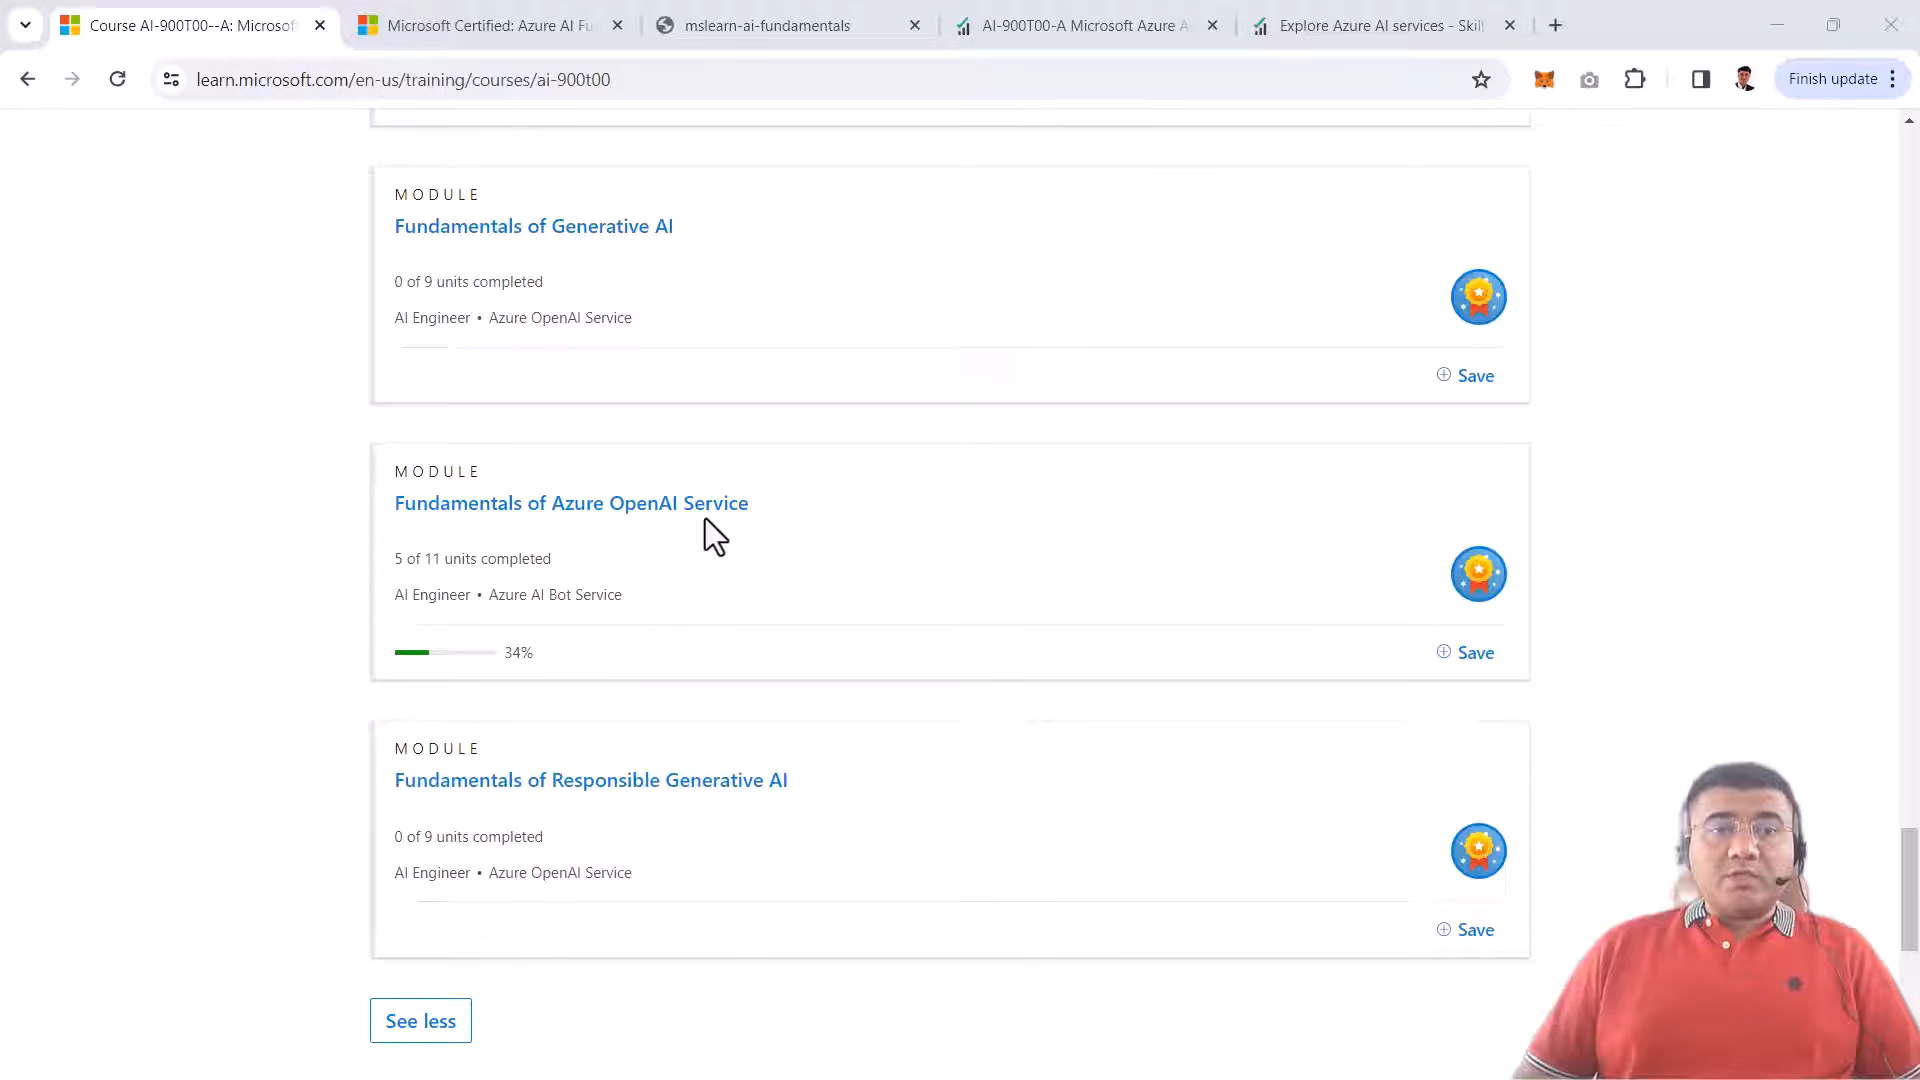 Course AI-900T00--A: Microsof
Microsoft Certified: Azure AI Fu
mslearn-ai-fundamentals
AI-900T00-A Microsoft Azure A
Explore Azure AI services - Skil
learn.microsoft.com/en-us/training/courses/ai-900t00
Finish update
MODULE
Fundamentals of Generative AI
0 of 9 units completed
AI Engineer • Azure OpenAI Service
Save
MODULE
Fundamentals of Azure OpenAI Service
5 of 11 units completed
AI Engineer • Azure AI Bot Service
34%
Save
MODULE
Fundamentals of Responsible Generative AI
0 of 9 units completed
AI Engineer • Azure OpenAI Service
Save
See less